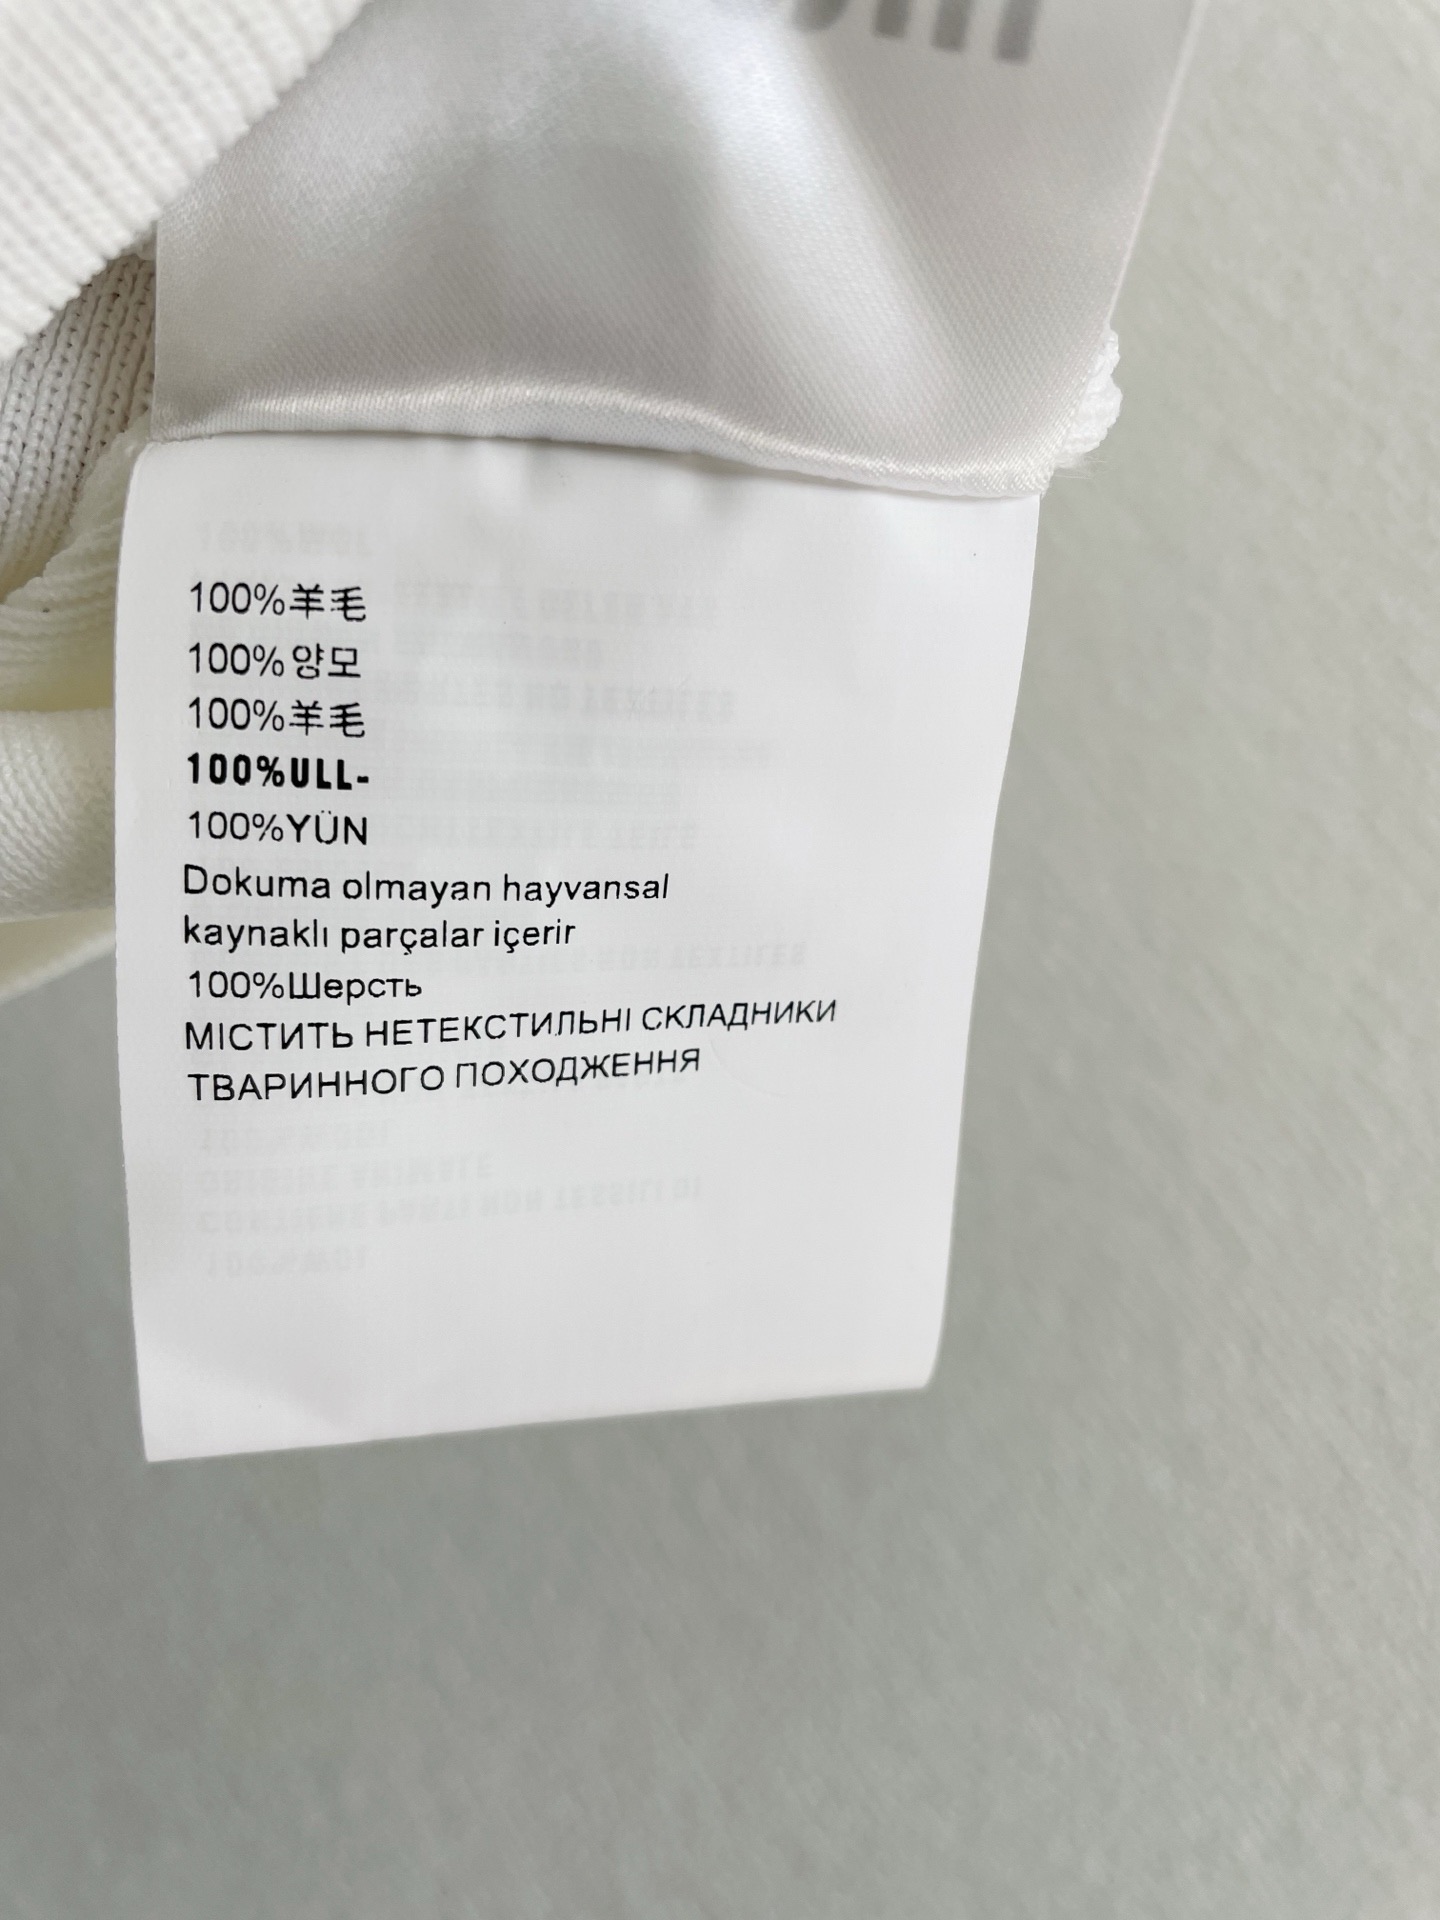 100%羊毛
100%양모
100%羊毛
100%ULL-
100%YÜN
Dokuma olmayan hayvansal
kaynaklı parçalar içerir
100%Шерсть
МІСТИТЬ НЕТЕКСТИЛЬНІ СКЛАДНИКИ
ТВАРИННОГО ПОХОДЖЕННЯ